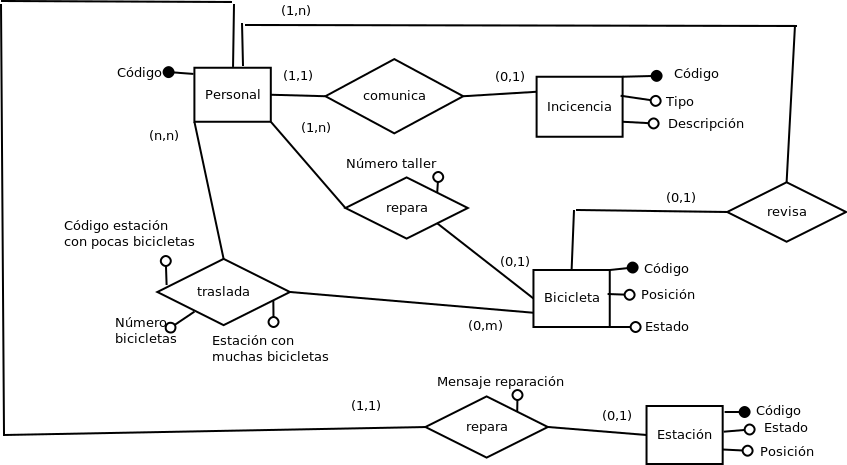 (1,n)
Código
Personal
(1,1)
comunica
(0,1)
Incicencia
Código
Tipo
Descripción
(n,n)
(1,n)
Número taller
repara
(0,1)
revisa
Código estación
con pocas bicicletas
traslada
(0,1)
Bicicleta
Código
Posición
Estado
Número
bicicletas
Estación con
muchas bicicletas
(0,m)
Mensaje reparación
(1,1)
repara
(0,1)
Estación
Código
Estado
Posición